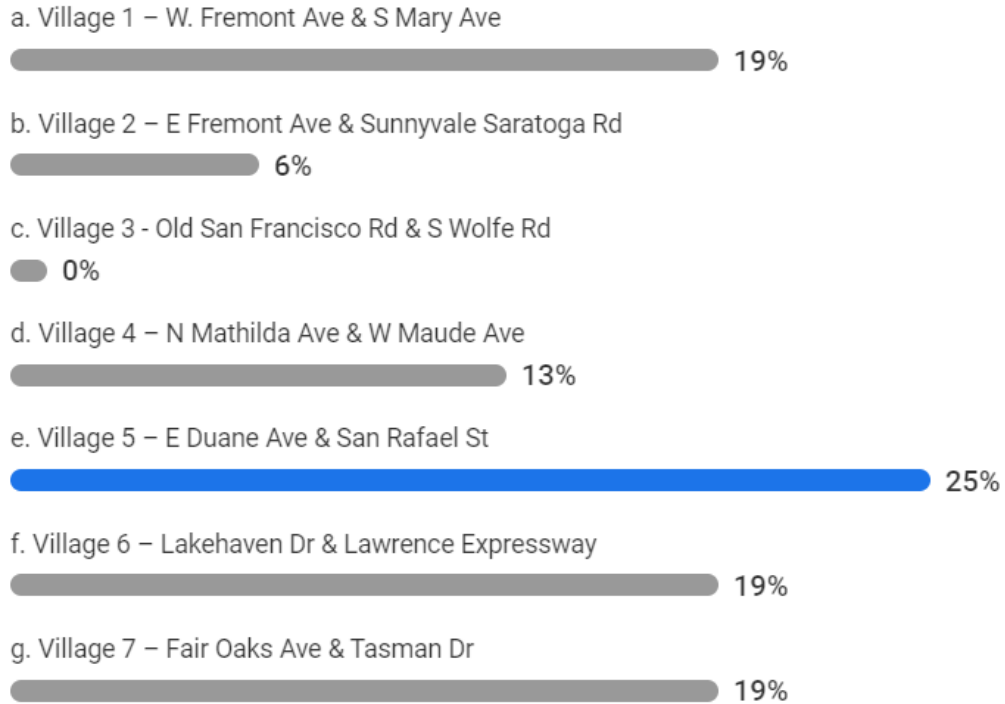 a. Village 1 – W. Fremont Ave & S Mary Ave
19%
b. Village 2 – E Fremont Ave & Sunnyvale Saratoga Rd
6%
c. Village 3 - Old San Francisco Rd & S Wolfe Rd
0%
d. Village 4 – N Mathilda Ave & W Maude Ave
13%
e. Village 5 – E Duane Ave & San Rafael St
25%
f. Village 6 – Lakehaven Dr & Lawrence Expressway
19%
g. Village 7 – Fair Oaks Ave & Tasman Dr
19%